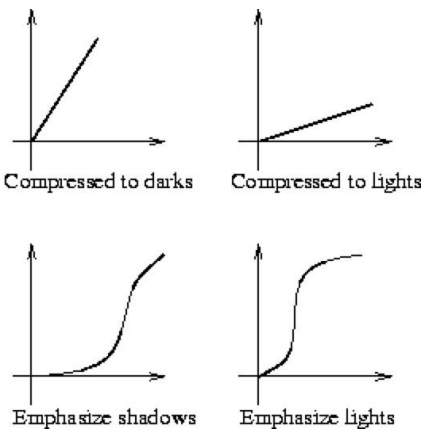 Compressed to darks
Compressed to lights
Emphasize shadows
Emphasize lights